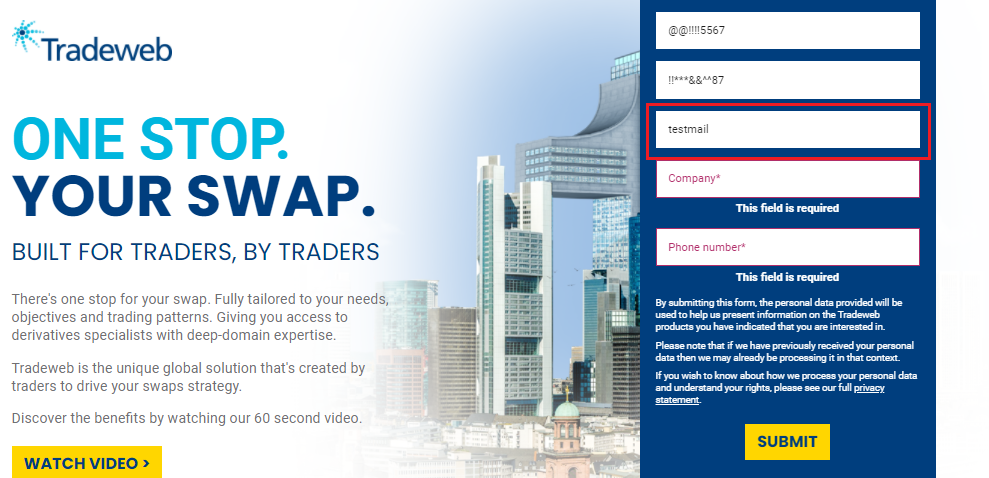 Tradeweb
ONE STOP.
YOUR SWAP.
BUILT FOR TRADERS, BY TRADERS
There's one stop for your swap. Fully tailored to your needs,
objectives and trading patterns. Giving you access to
derivatives specialists with deep-domain expertise.
Tradeweb is the unique global solution that's created by
traders to drive your swaps strategy.
Discover the benefits by watching our 60 second video.
WATCH VIDEO >
@@!!!!5567
!!***&&^^87
testmail
Company*
This field is required
Phone number*
This field is required
By submitting this form, the personal data provided will be
used to help us present information on the Tradeweb
products you have indicated that you are interested in.
Please note that if we have previously received your personal
data then we may already be processing it in that context.
If you wish to know about how we process your personal data
and understand your rights, please see our full privacy
statement.
SUBMIT